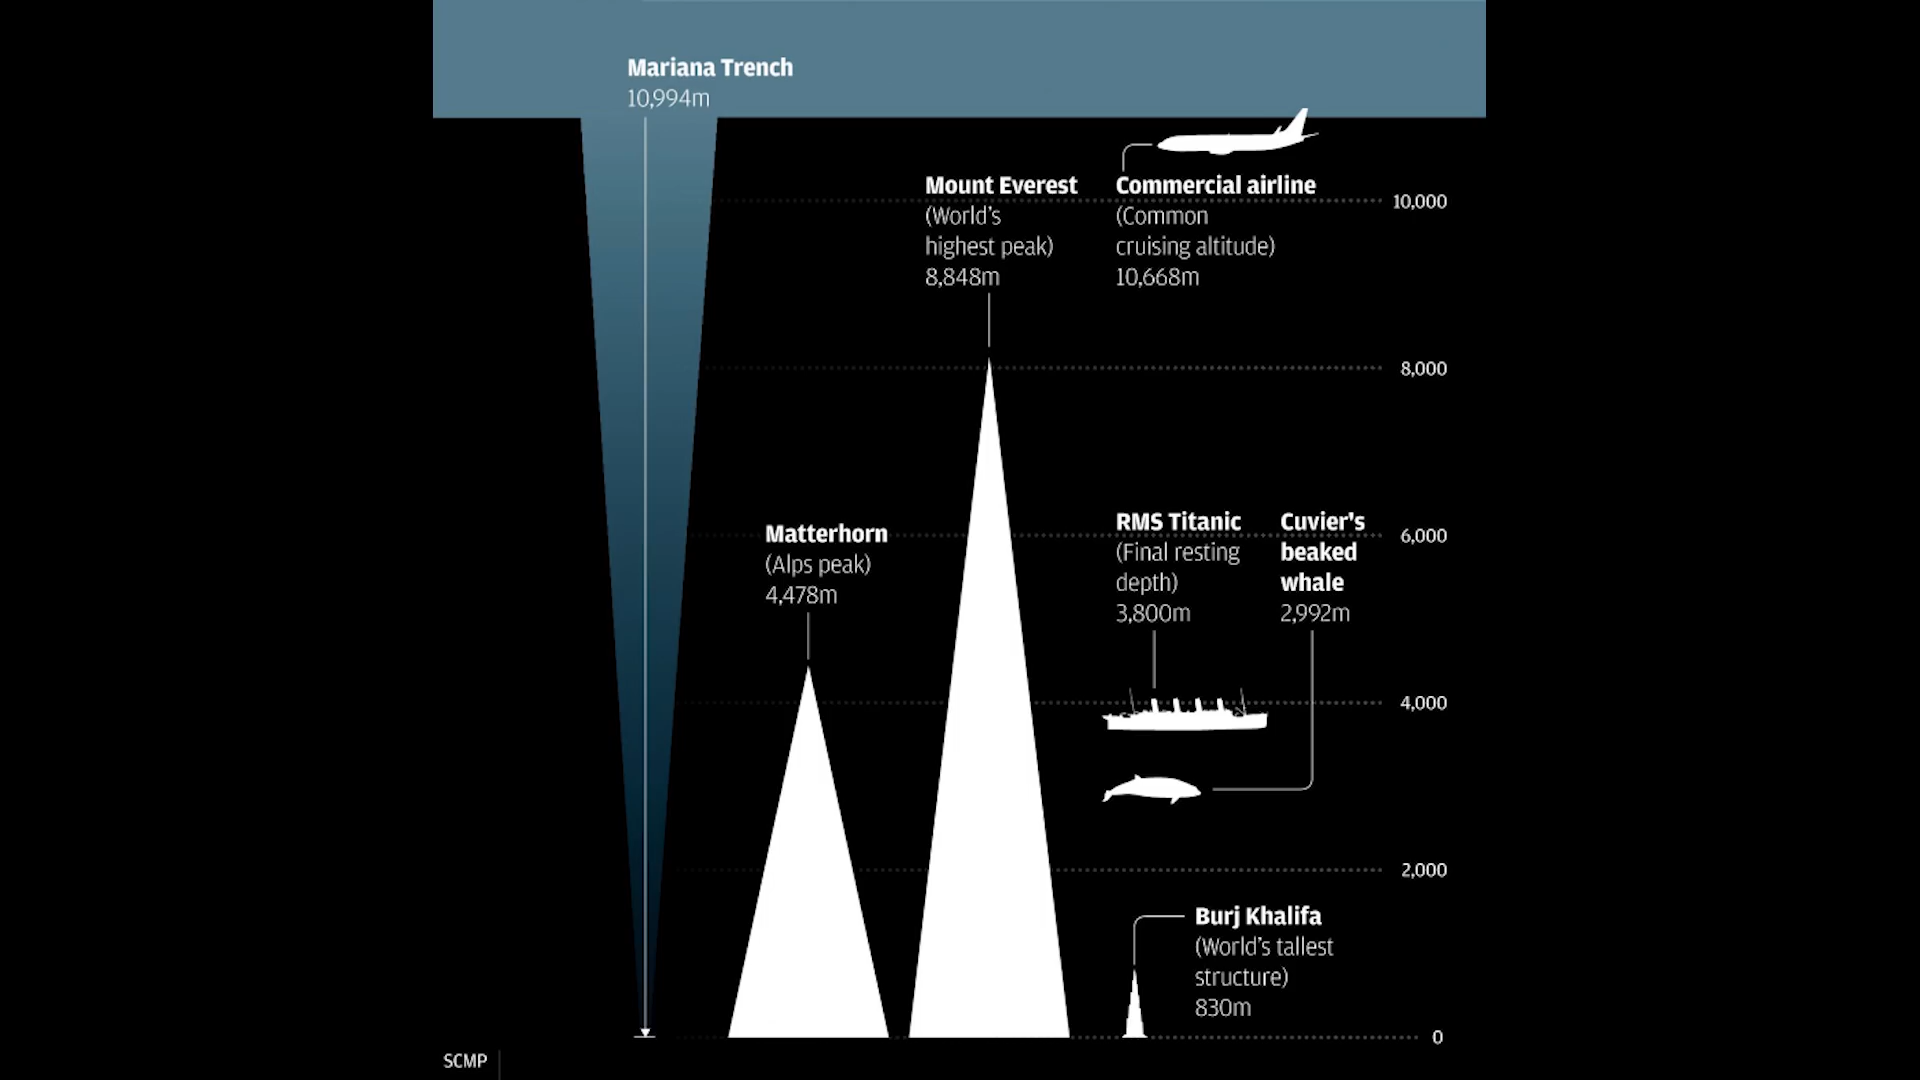 Mariana Trench
10,994m
Mount Everest
(World's
highest peak)
8,848m
Commercial airline
(Common
cruising altitude)
10,668m
10,000
8,000
Matterhorn
(Alps peak)
4,478m
RMS Titanic
(Final resting
depth)
3,800m
Cuvier's
beaked
whale
2,992m
6,000
4,000
2,000
Burj Khalifa
(World's tallest
structure)
830m
0
SCMP